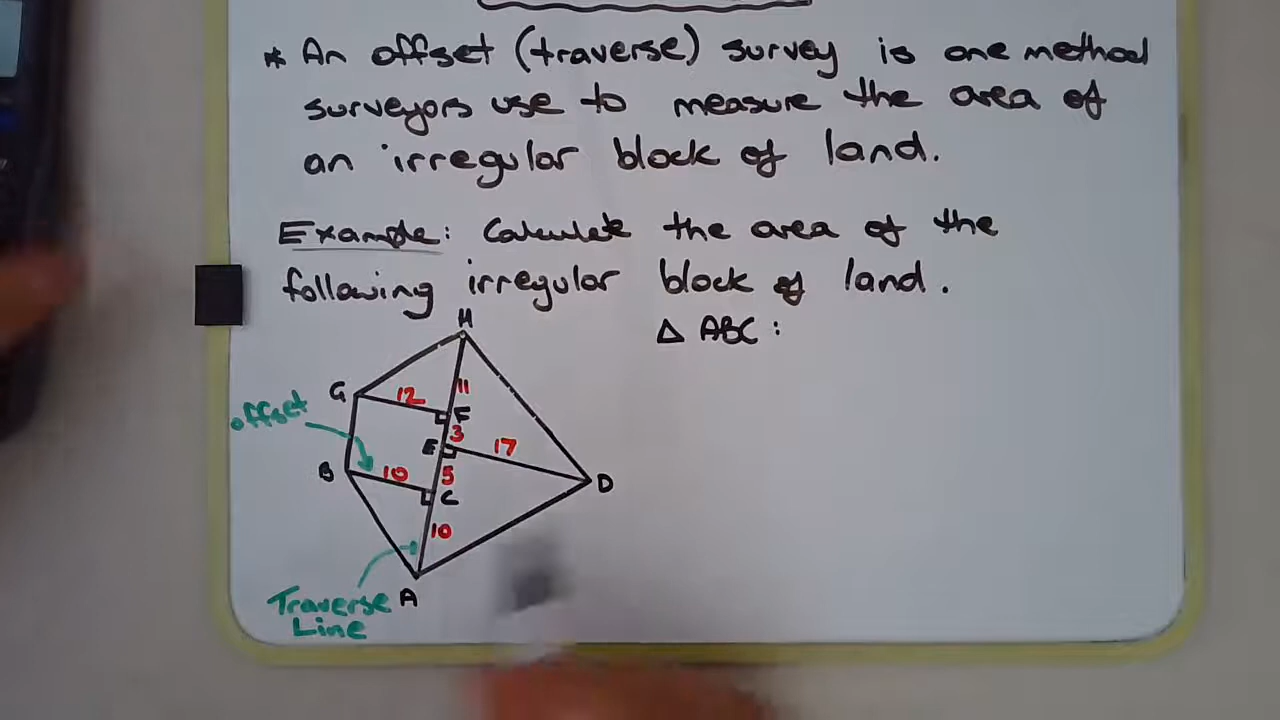 * An offset (traverse) survey is one method
surveyors use to measure the area of
an irregular block of land.
Example: Calculate the area of the
following irregular block of land.
Δ ABC:
H
G
12
11
F
offset
E
3
17
B
10
5
C
D
10
Traverse
Line
A